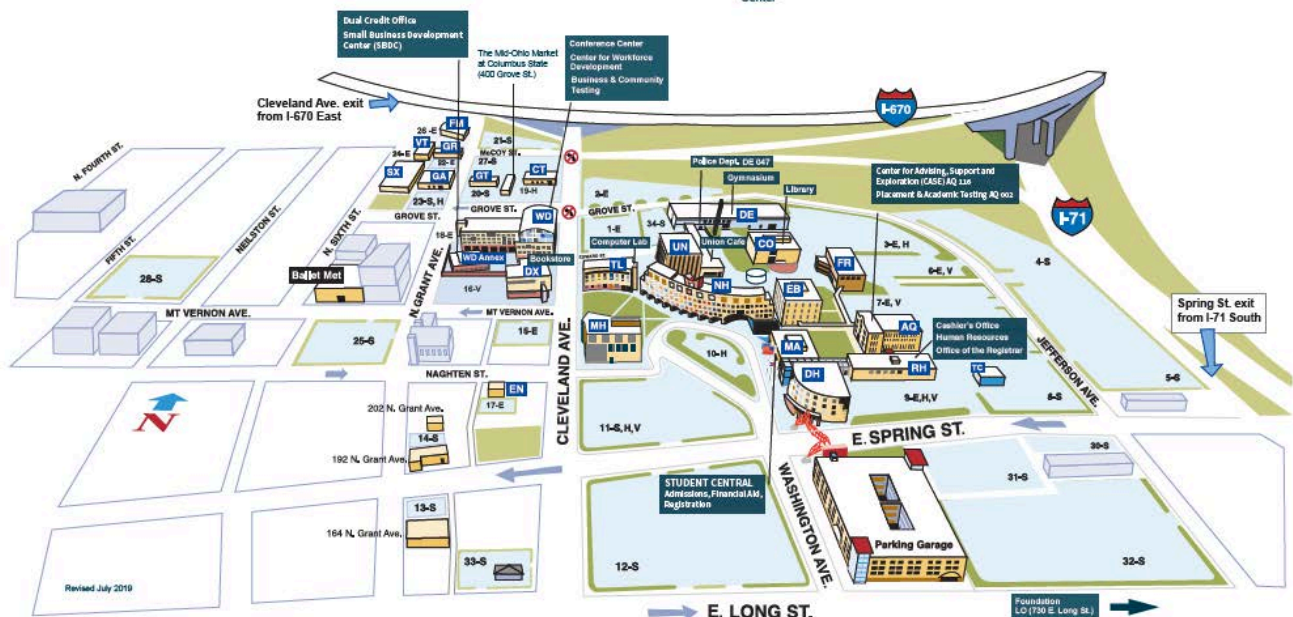 Center
Dual Credit Office
Small Business Development
Center (SBDC)
The Mid-Ohio Market
at Columbus State
(400 Grove St.)
Conference Center
Center for Workforce
Development
Business & Community
Testing
Cleveland Ave. exit
from I-670 East
I-670
I-71
Spring St. exit
from I-71 South
Police Dept. DE 047
Gymnasium
Library
Center for Advising, Support and
Exploration (CASE) AQ 116
Placement & Academic Testing AQ 002
N. FOURTH ST.
FIFTH ST.
NEILSTON ST.
N. SIXTH ST.
N. GRANT AVE.
CLEVELAND AVE.
McCOY ST.
GROVE ST.
GROVE ST.
GROVE ST.
MT VERNON AVE.
MT VERNON AVE.
NAGHTEN ST.
JEFFERSON AVE.
E. SPRING ST.
WASHINGTON AVE.
E. LONG ST.
FM
26-E
VT
GR
24-E
22-E
SX
GA
23-S, H
21-S
27-S
GT
20-S
CT
19-H
WD
18-E
WD Annex
Bookstore
DX
16-V
15-E
2-E
1-E
34-S
DE
UN
Computer Lab
Union Cafe
CO
TL
NH
EB
FR
3-E, H
6-E, V
4-S
7-E, V
AQ
MH
10-H
MA
DH
RH
TC
Cashier's Office
Human Resources
Office of the Registrar
9-E,H,V
8-S
5-S
Ballet Met
28-S
25-S
EN
17-E
202 N. Grant Ave.
14-S
192 N. Grant Ave.
13-S
164 N. Grant Ave.
33-S
11-S, H, V
12-S
STUDENT CENTRAL
Admissions, Financial Aid,
Registration
30-S
31-S
32-S
Parking Garage
N
Revised July 2019
Foundation
LO (730 E. Long St.)